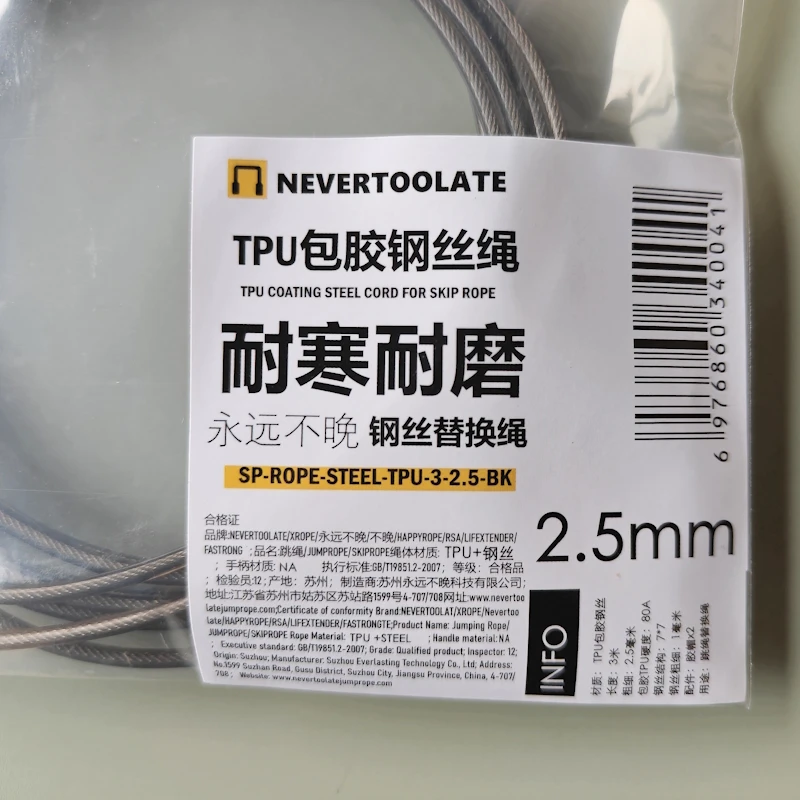 NEVERTOOLATE
TPU包胶钢丝绳
TPU COATING STEEL CORD FOR SKIP ROPE
耐寒耐磨
永远不晚 钢丝替换绳
SP-ROPE-STEEL-TPU-3-2.5-BK
6 976860 340041
2.5mm
合格证
品牌:NEVERTOOLATE/XROPE/永远不晚/不晚/HAPPYROPE/RSA/LIFEXTENDER/
FASTRONG ;品名:跳绳/JUMPROPE/SKIPROPE绳体材质: TPU+钢丝
; 手柄材质: NA 执行标准:GB/T19851.2-2007; 等级: 合格品
; 检验员:12; 产地: 苏州; 制造商:苏州永远不晚科技有限公司;
地址:江苏省苏州市姑苏区苏站路1599号4-707/708网址:www.nevertoo
latejumprope.com;Certificate of conformity Brand:NEVERTOOLAT/XROPE/Nevertoo
late/HAPPYROPE/RSA/LIFEXTENDER/FASTRONGTE;Product Name: Jumping Rope/
JUMPROPE/SKIPROPE Rope Material: TPU +STEEL ; Handle material: NA
; Executive standard: GB/T19851.2-2007; Grade: Qualified product; Inspector: 12;
Origin: Suzhou; Manufacturer: Suzhou Everlasting Technology Co., Ltd; Address:
No.1599 Suzhan Road, Gusu District, Suzhou City, Jiangsu Province, China, 4-707/
708; Website: www.nevertoolatejumprope.com
INFO
材质: TPU包胶钢丝
长度: 3米
粗细: 2.5毫米
包胶TPU硬度: 80A
钢丝结构: 7*7
钢丝粗细: 1毫米
配件: 胶帽x2
用途: 跳绳替换绳